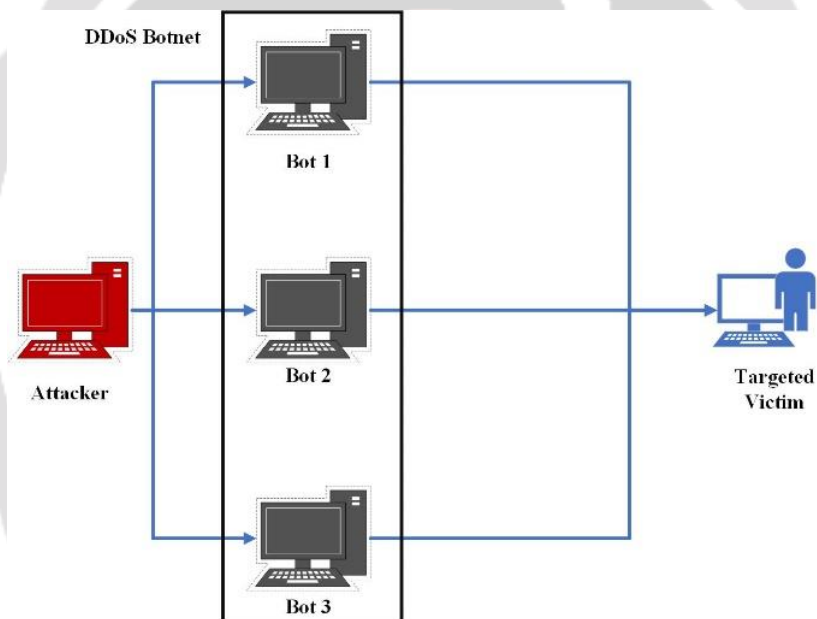 DDoS Botnet
Bot 1
Attacker
Bot 2
Targeted
Victim
Bot 3